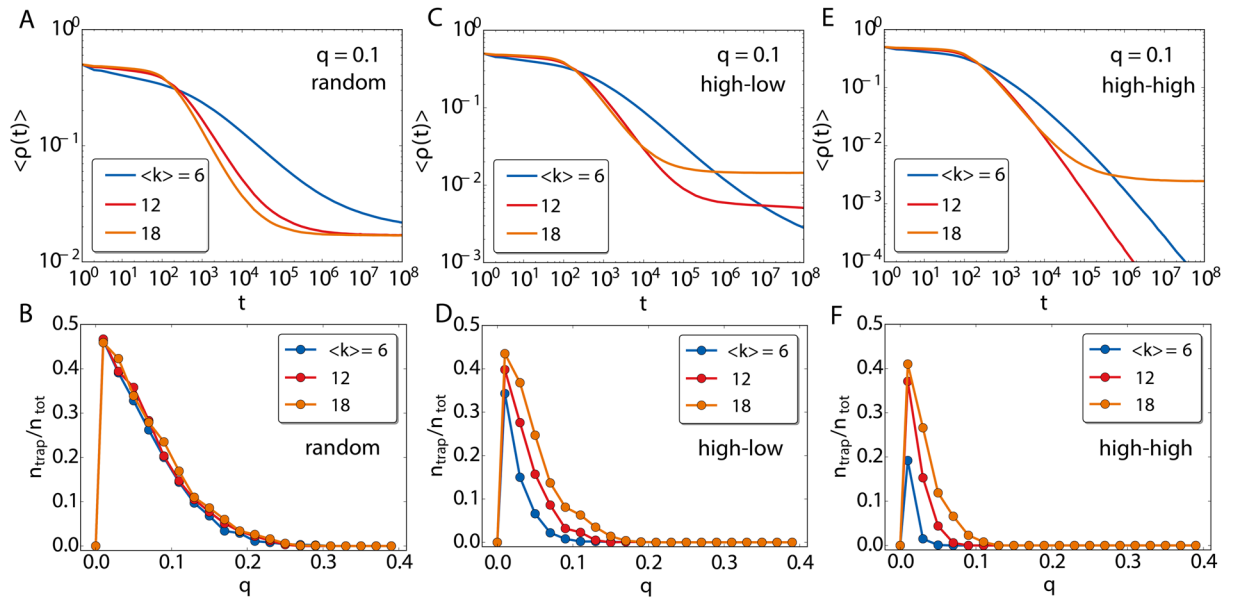 A
10^0
10^-1
10^-2
<ρ(t)>
q = 0.1
random
<k> = 6
12
18
10^0 10^1 10^2 10^3 10^4 10^5 10^6 10^7 10^8
t
C
10^0
10^-1
10^-2
10^-3
<ρ(t)>
q = 0.1
high-low
<k> = 6
12
18
10^0 10^1 10^2 10^3 10^4 10^5 10^6 10^7 10^8
t
E
10^0
10^-1
10^-2
10^-3
10^-4
<ρ(t)>
q = 0.1
high-high
<k> = 6
12
18
10^0 10^1 10^2 10^3 10^4 10^5 10^6 10^7 10^8
t
B
0.5
0.4
0.3
0.2
0.1
0.0
n_trap/n_tot
<k> = 6
12
18
random
0.0 0.1 0.2 0.3 0.4
q
D
0.5
0.4
0.3
0.2
0.1
0.0
n_trap/n_tot
<k> = 6
12
18
high-low
0.0 0.1 0.2 0.3 0.4
q
F
0.5
0.4
0.3
0.2
0.1
0.0
n_trap/n_tot
<k> = 6
12
18
high-high
0.0 0.1 0.2 0.3 0.4
q